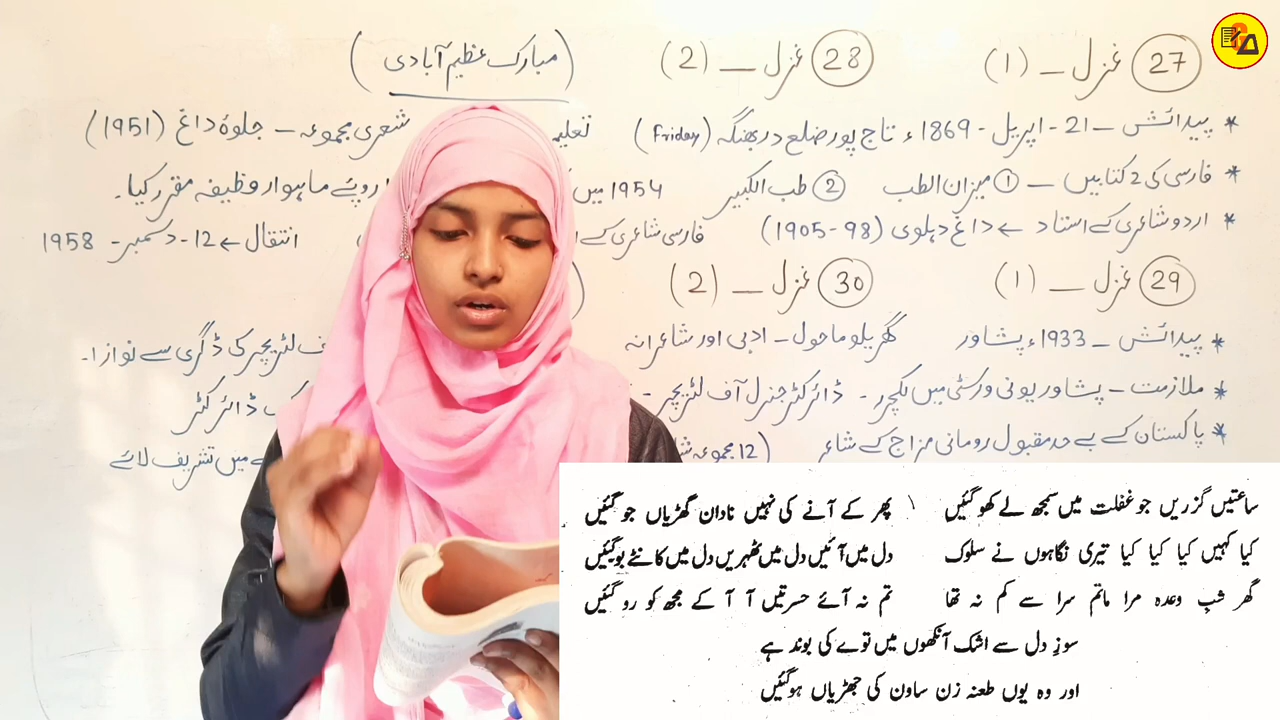 27 غزل – (1) 28 غزل – (2) (مبارک عظیم آبادی)
* پیدائش – 21 - اپریل - 1869ء تاج پور ضلع دربھنگہ (Friday) شعری مجموعہ – جلوۂ داغ (1951)
* فارسی کی 2 کتابیں – ① میزان الطب ② طب الکبیر 1954 میں روپئے ماہوار وظیفہ مقرر کیا۔
* اردو شاعری کے استاد ← داغ دہلوی (1905-98) فارسی شاعری کے انتقال ← 12 - دسمبر - 1958
29 غزل – (1) 30 غزل – (2)
* پیدائش – 1933ء پشاور گھریلو ماحول – ادبی اور شاعرانہ لٹریچر کی ڈگری سے نوازا۔
* ملازمت – پشاور یونی ورسٹی میں لکچرر - ڈائرکٹر جنرل آف لٹریچر - ڈائرکٹر
* پاکستان کے بے حد مقبول رومانی مزاج کے شاعر (12 مجموعہ میں تشریف لائے
ساعتیں گزریں جو غفلت میں سمجھ لے کھو گئیں پھر کے آنے کی نہیں نادان گھڑیاں جو گئیں
کیا کہیں کیا کیا کیا تیری نگاہوں نے سلوک دل میں آئیں دل میں ٹھہریں دل میں کانٹے بو گئیں
گھر شبِ وعدہ مرا ماتم سرا سے کم نہ تھا تم نہ آئے حسرتیں آ آ کے مجھ کو رو گئیں
سوزِ دل سے اشک آنکھوں میں توے کی بوند ہے
اور وہ یوں طعنہ زن ساون کی جھڑیاں ہو گئیں